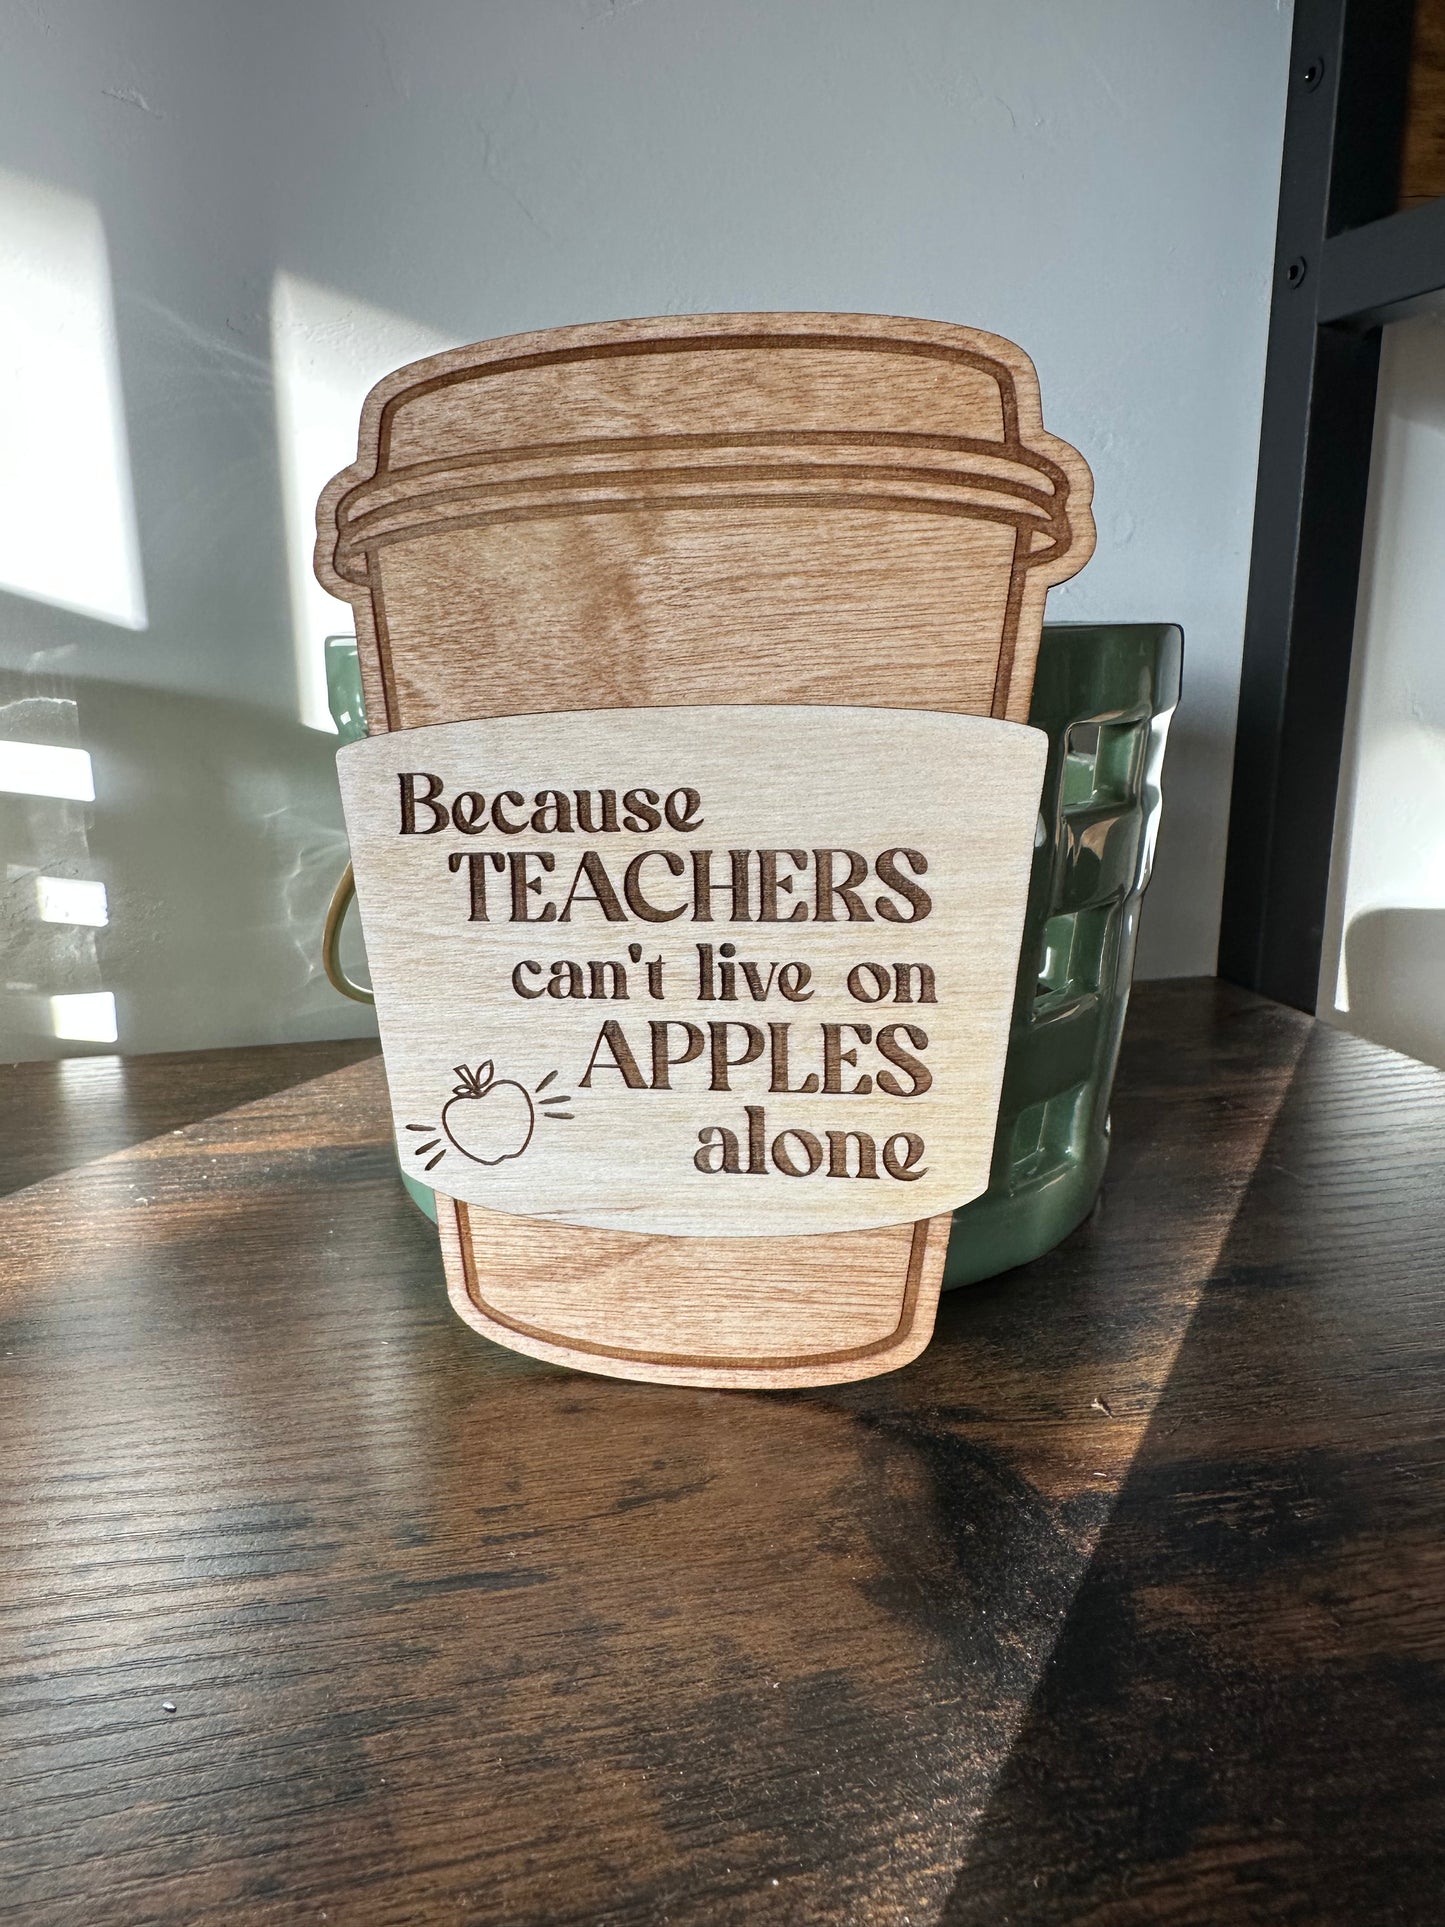 Because
TEACHERS
can't live on
APPLES
alone